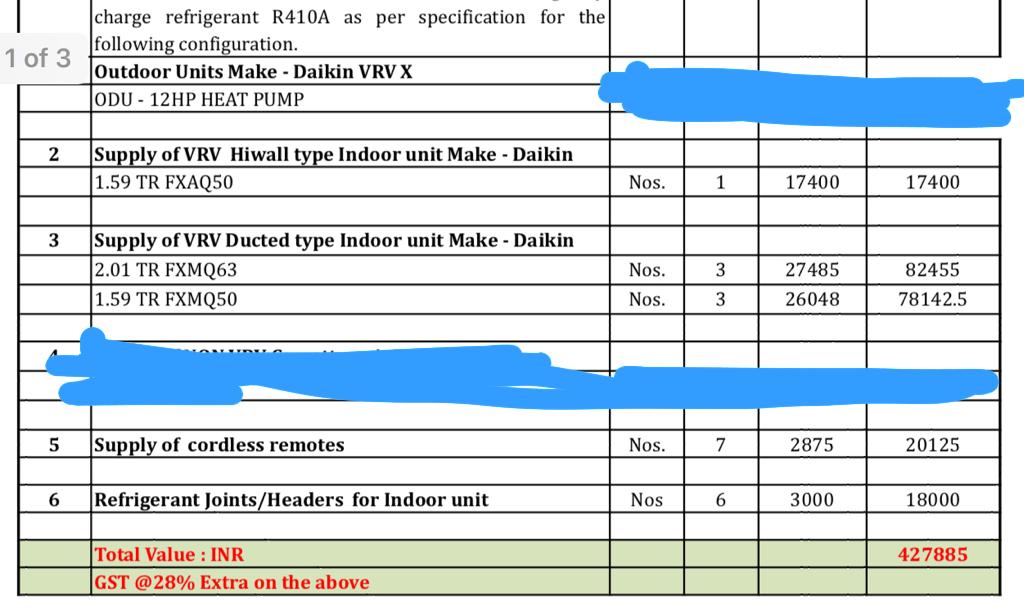 charge refrigerant R410A as per specification for the
following configuration.
1 of 3
Outdoor Units Make - Daikin VRV X
ODU - 12HP HEAT PUMP
2 Supply of VRV Hiwall type Indoor unit Make - Daikin
1.59 TR FXAQ50 Nos. 1 17400 17400
3 Supply of VRV Ducted type Indoor unit Make - Daikin
2.01 TR FXMQ63 Nos. 3 27485 82455
1.59 TR FXMQ50 Nos. 3 26048 78142.5
5 Supply of cordless remotes Nos. 7 2875 20125
6 Refrigerant Joints/Headers for Indoor unit Nos 6 3000 18000
Total Value : INR 427885
GST @28% Extra on the above